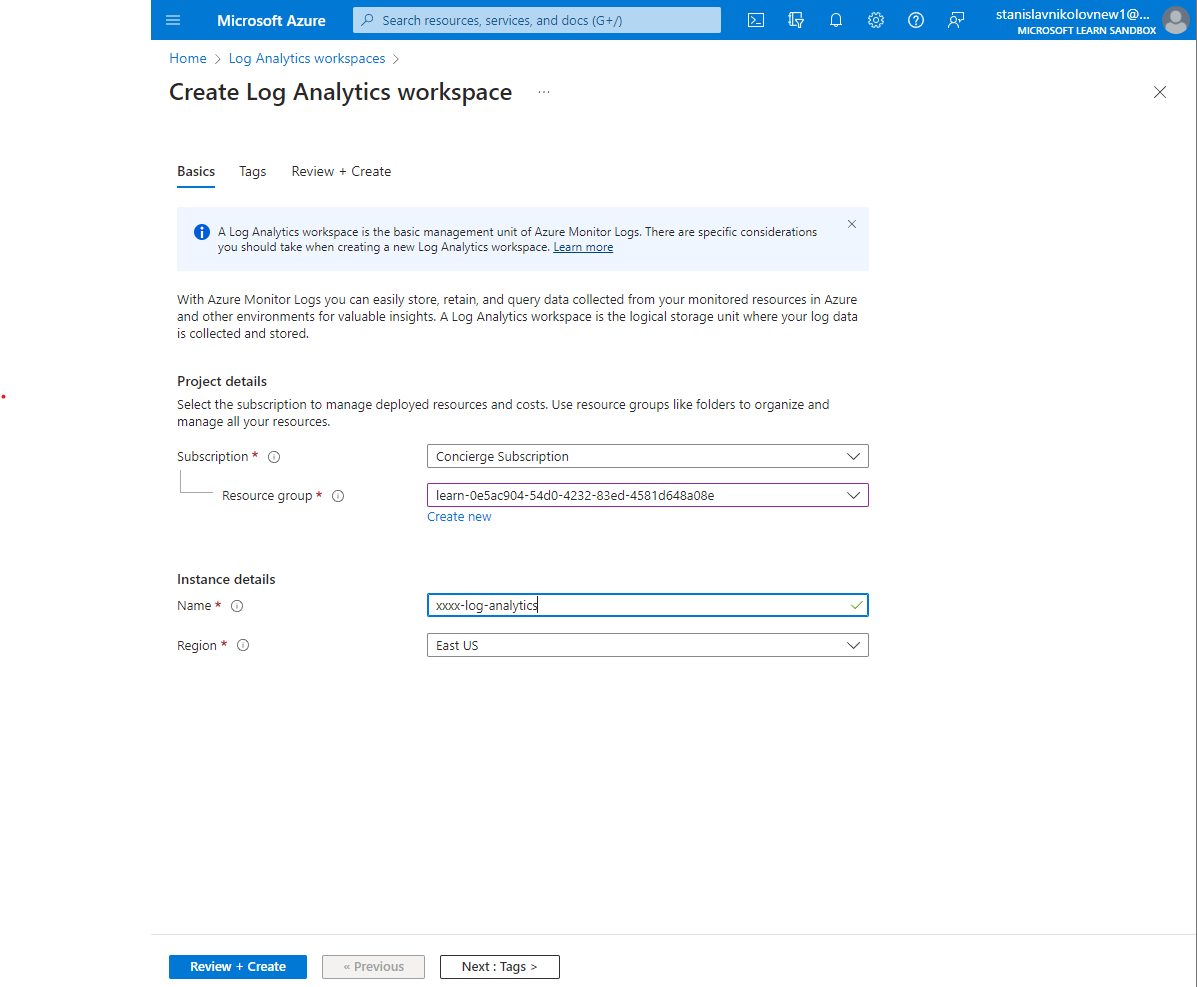 Microsoft Azure
Search resources, services, and docs (G+/)
stanislavnikolovnew1@...
MICROSOFT LEARN SANDBOX
Home > Log Analytics workspaces >
Create Log Analytics workspace ...
Basics Tags Review + Create
A Log Analytics workspace is the basic management unit of Azure Monitor Logs. There are specific considerations
you should take when creating a new Log Analytics workspace. Learn more
With Azure Monitor Logs you can easily store, retain, and query data collected from your monitored resources in Azure
and other environments for valuable insights. A Log Analytics workspace is the logical storage unit where your log data
is collected and stored.
Project details
Select the subscription to manage deployed resources and costs. Use resource groups like folders to organize and
manage all your resources.
Subscription * Concierge Subscription
Resource group * learn-0e5ac904-54d0-4232-83ed-4581d648a08e
Create new
Instance details
Name * xxxx-log-analytics
Region * East US
Review + Create « Previous Next : Tags >